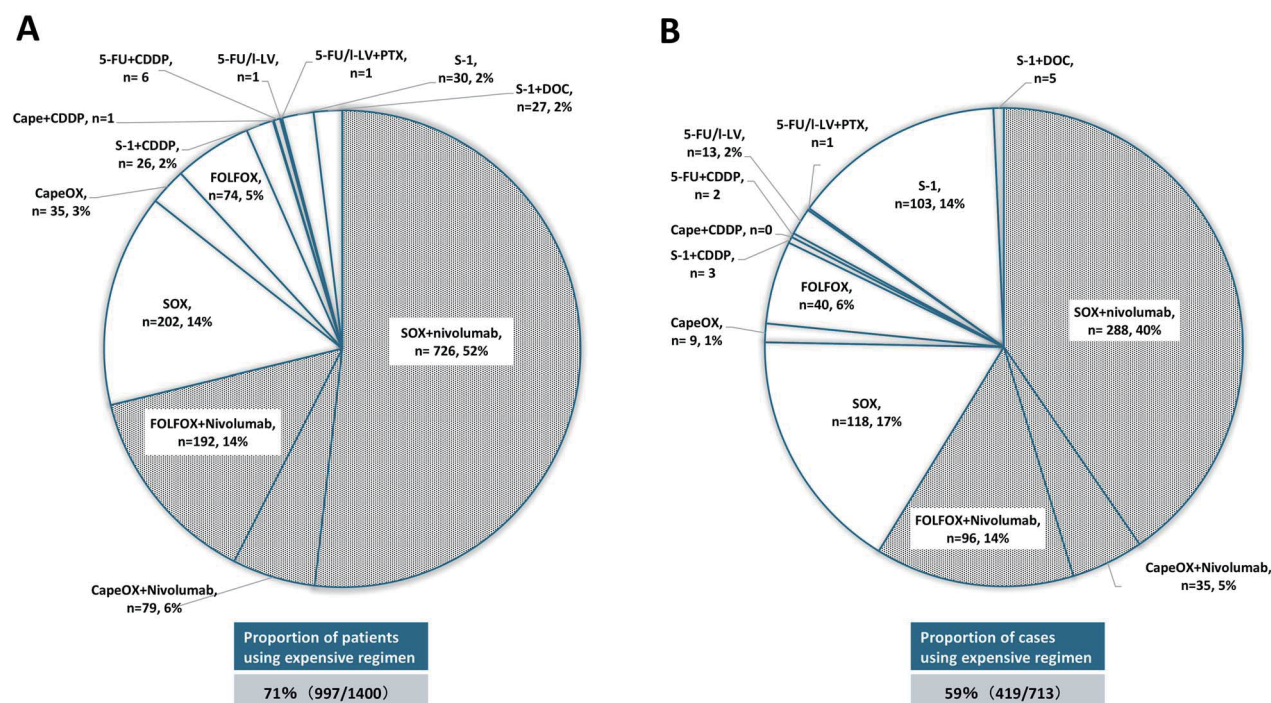 A
5-FU+CDDP,
n= 6
5-FU/l-LV,
n=1
5-FU/l-LV+PTX,
n=1
S-1,
n=30, 2%
S-1+DOC,
n=27, 2%
Cape+CDDP, n=1
S-1+CDDP,
n= 26, 2%
CapeOX,
n= 35, 3%
FOLFOX,
n=74, 5%
SOX,
n=202, 14%
SOX+nivolumab,
n= 726, 52%
FOLFOX+Nivolumab,
n=192, 14%
CapeOX+Nivolumab,
n=79, 6%
Proportion of patients
using expensive regimen
71%（997/1400）
B
S-1+DOC,
n=5
5-FU/l-LV+PTX,
n=1
5-FU/l-LV,
n=13, 2%
5-FU+CDDP,
n= 2
Cape+CDDP, n=0
S-1+CDDP,
n= 3
S-1,
n=103, 14%
FOLFOX,
n=40, 6%
CapeOX,
n= 9, 1%
SOX,
n=118, 17%
SOX+nivolumab,
n= 288, 40%
FOLFOX+Nivolumab,
n=96, 14%
CapeOX+Nivolumab,
n=35, 5%
Proportion of cases
using expensive regimen
59%（419/713）